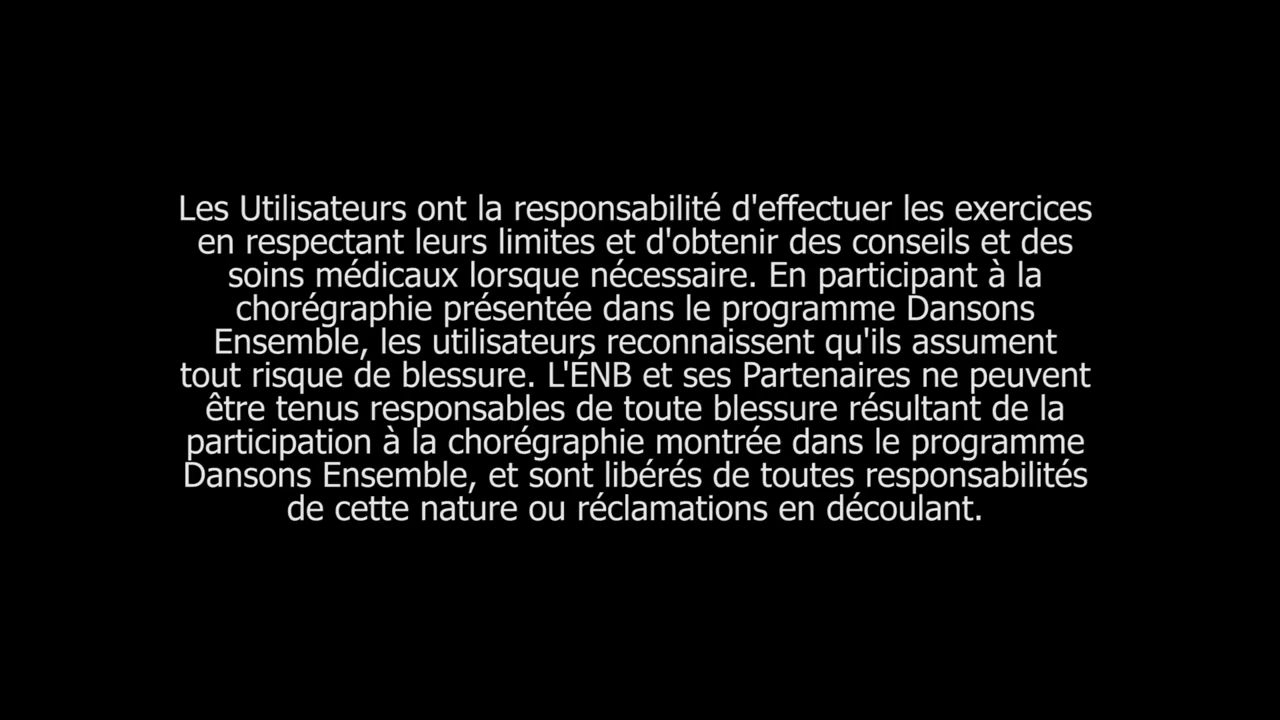 Les Utilisateurs ont la responsabilité d'effectuer les exercices
en respectant leurs limites et d'obtenir des conseils et des
soins médicaux lorsque nécessaire. En participant à la
chorégraphie présentée dans le programme Dansons
Ensemble, les utilisateurs reconnaissent qu'ils assument
tout risque de blessure. L'ÉNB et ses Partenaires ne peuvent
être tenus responsables de toute blessure résultant de la
participation à la chorégraphie montrée dans le programme
Dansons Ensemble, et sont libérés de toutes responsabilités
de cette nature ou réclamations en découlant.